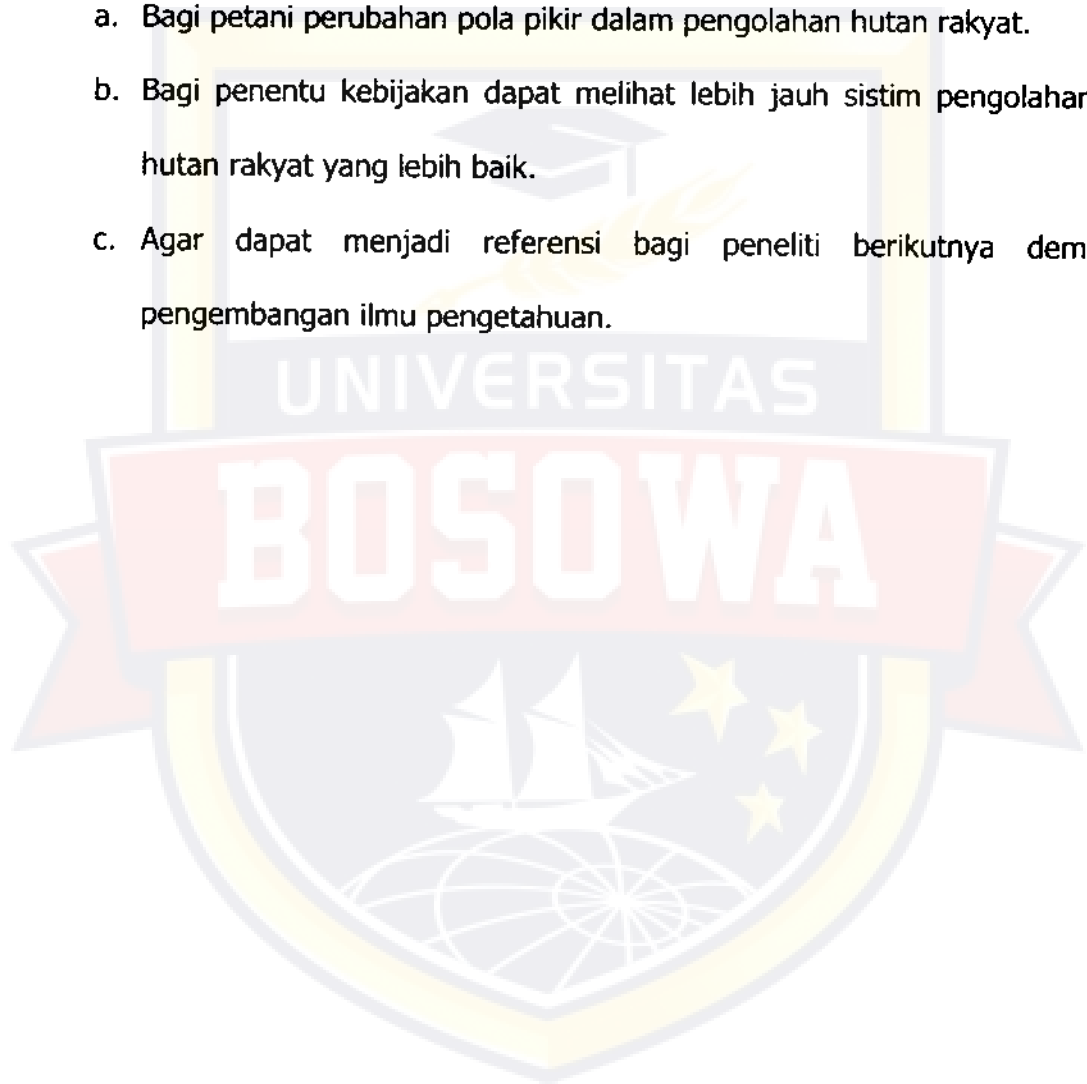 a. Bagi petani perubahan pola pikir dalam pengolahan hutan rakyat.
b. Bagi penentu kebijakan dapat melihat lebih jauh sistim pengolahan
hutan rakyat yang lebih baik.
c. Agar dapat menjadi referensi bagi peneliti berikutnya dem
pengembangan ilmu pengetahuan.
UNIVERSITAS
BOSOWA